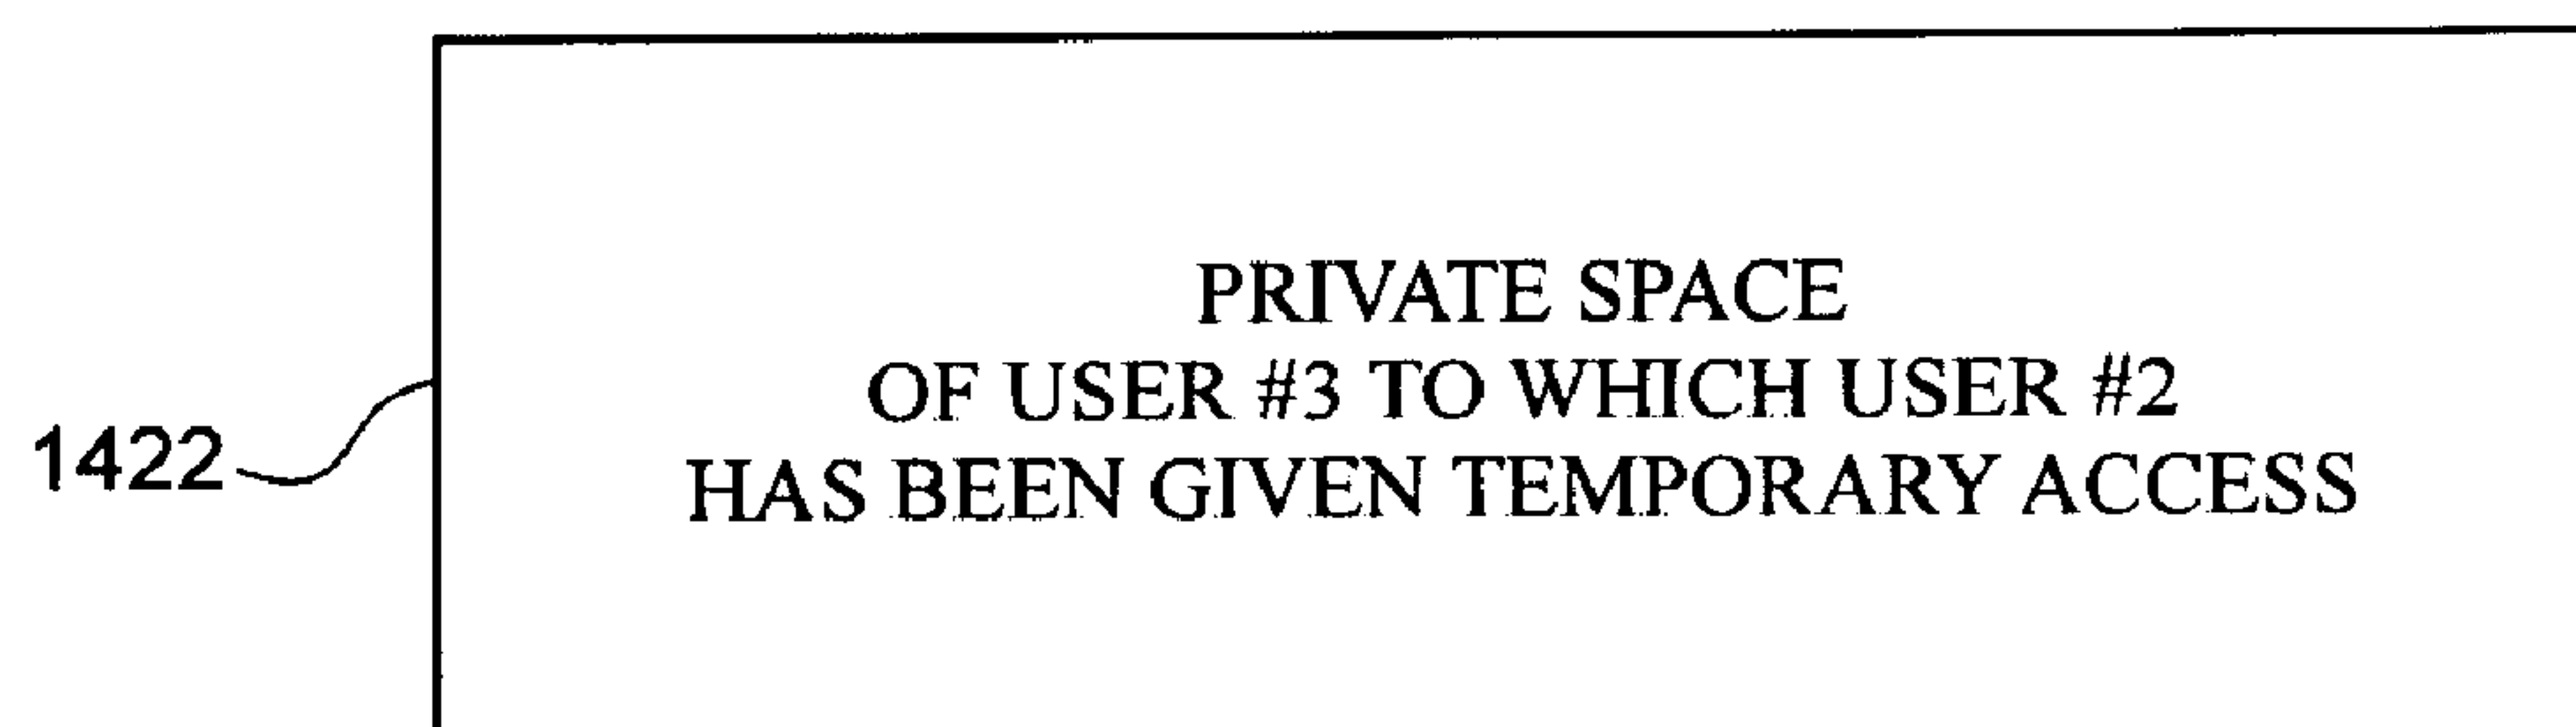 PRIVATE SPACE
OF USER #3 TO WHICH USER #2
HAS BEEN GIVEN TEMPORARY ACCESS
1422